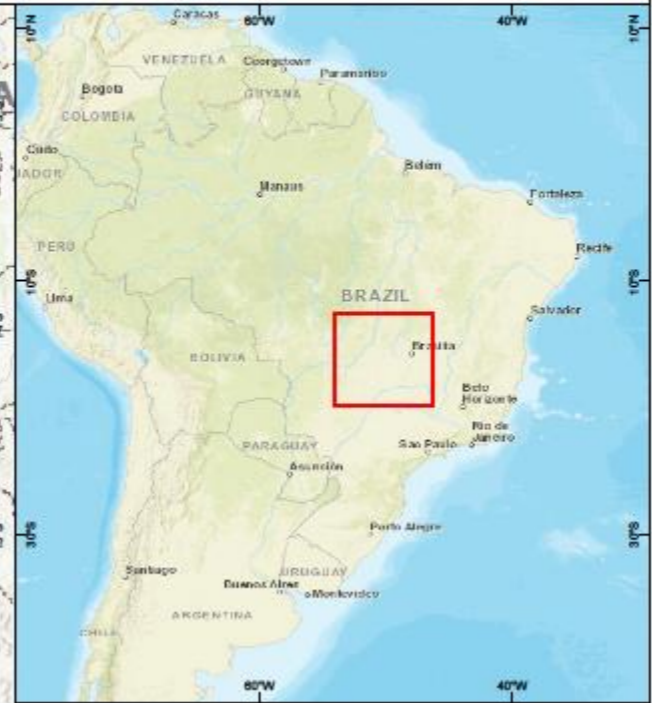 Caracas
60°W
40°W
10°N
10°N
VENEZUELA
Georgetown
Paramaribo
Bogota
GUYANA
COLOMBIA
Quito
ADOR
Belém
Manaus
Fortaleza
PERU
Recife
10°S
10°S
Lima
BRAZIL
Salvador
Brasilia
BOLIVIA
Belo
Horizonte
Rio de
Janeiro
PARAGUAY
Sao Paulo
Asunción
30°S
30°S
Porto Alegre
Santiago
URUGUAY
Buenos Aires
Montevideo
ARGENTINA
CHILE
60°W
40°W